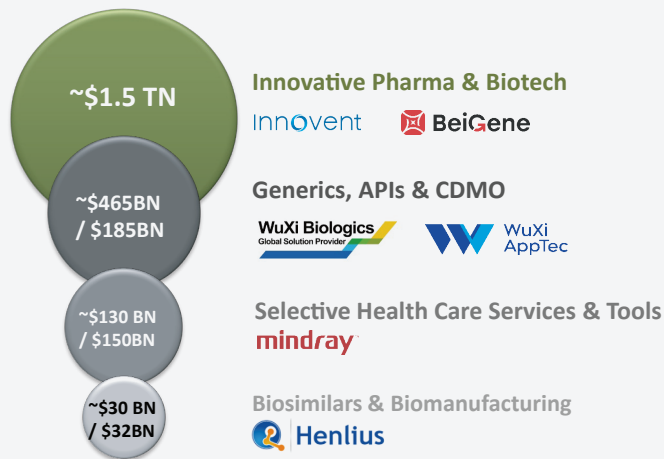 ~$1.5 TN
Innovative Pharma & Biotech
Innovent
BeiGene
~$465BN
/ $185BN
Generics, APIs & CDMO
WuXi Biologics
Global Solution Provider
WuXi
AppTec
~$130 BN
/ $150BN
Selective Health Care Services & Tools
mindray
~$30 BN
/ $32BN
Biosimilars & Biomanufacturing
Henlius